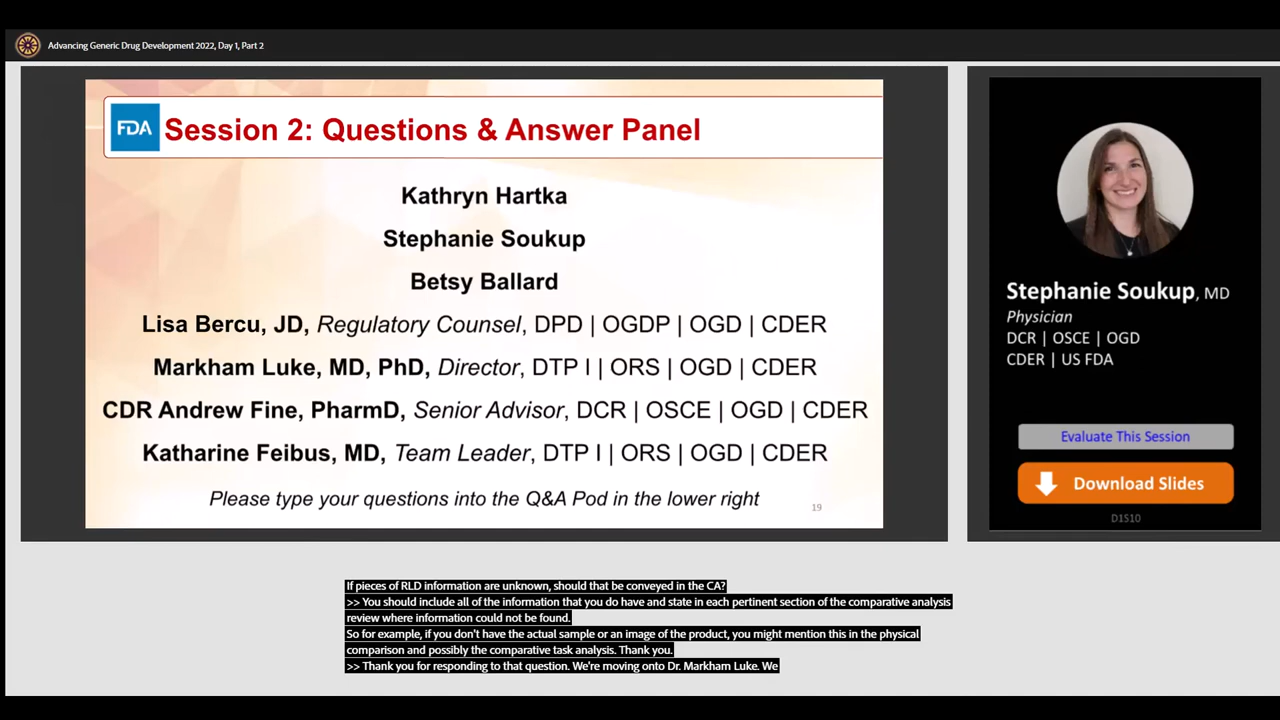 Advancing Generic Drug Development 2022, Day 1, Part 2
FDA
Session 2: Questions & Answer Panel
Kathryn Hartka
Stephanie Soukup
Betsy Ballard
Lisa Bercu, JD, Regulatory Counsel, DPD | OGDP | OGD | CDER
Markham Luke, MD, PhD, Director, DTP I | ORS | OGD | CDER
CDR Andrew Fine, PharmD, Senior Advisor, DCR | OSCE | OGD | CDER
Katharine Feibus, MD, Team Leader, DTP I | ORS | OGD | CDER
Please type your questions into the Q&A Pod in the lower right
19
Stephanie Soukup, MD
Physician
DCR | OSCE | OGD
CDER | US FDA
Evaluate This Session
Download Slides
D1S10
If pieces of RLD information are unknown, should that be conveyed in the CA?
>> You should include all of the information that you do have and state in each pertinent section of the comparative analysis
review where information could not be found.
So for example, if you don't have the actual sample or an image of the product, you might mention this in the physical
comparison and possibly the comparative task analysis. Thank you.
>> Thank you for responding to that question. We're moving onto Dr. Markham Luke. We